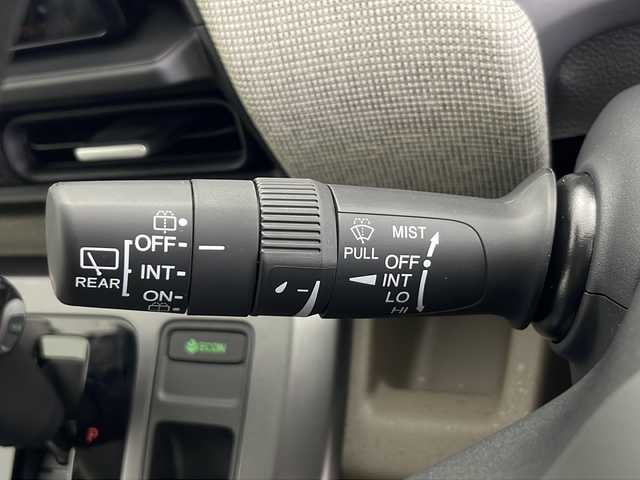 OFF
INT
REAR
ON
PULL
MIST
OFF
INT
LO
HI
ECON
P